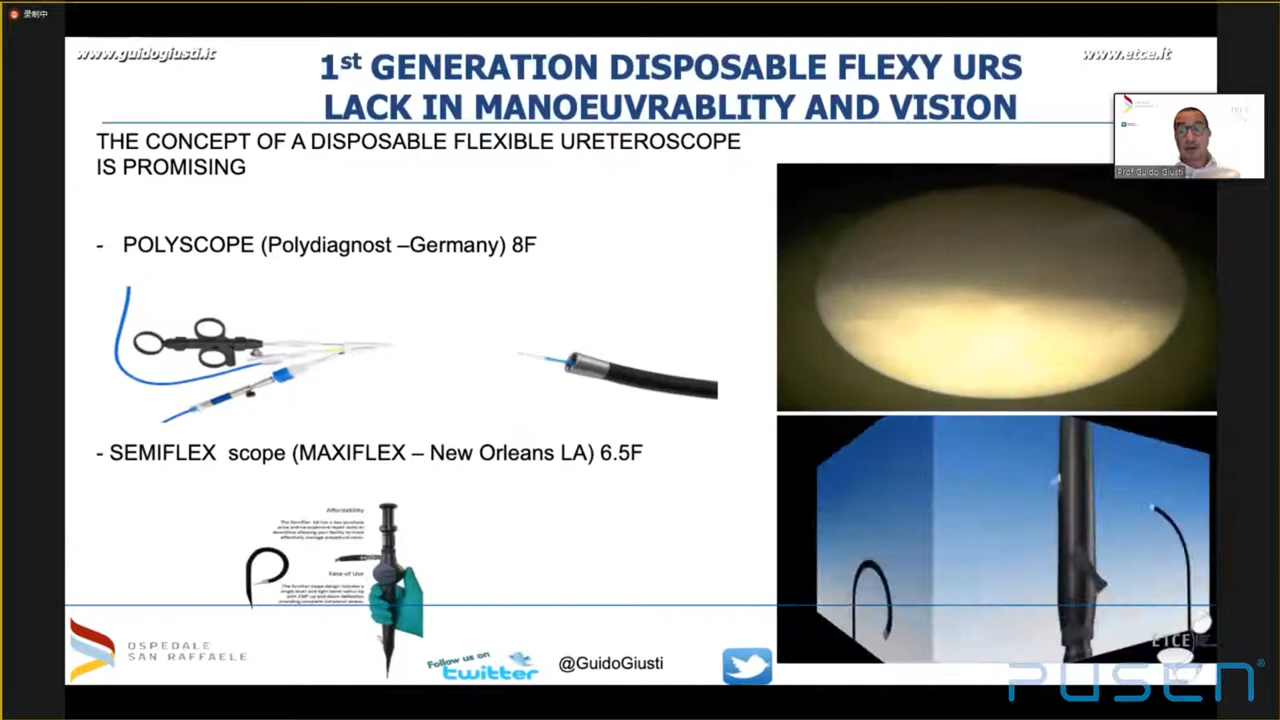 录制中
www.guidogiusti.it
www.etce.it
1st GENERATION DISPOSABLE FLEXY URS
LACK IN MANOEUVRABLITY AND VISION
Prof Guido Giusti
THE CONCEPT OF A DISPOSABLE FLEXIBLE URETEROSCOPE
IS PROMISING
- POLYSCOPE (Polydiagnost –Germany) 8F
- SEMIFLEX scope (MAXIFLEX – New Orleans LA) 6.5F
Affordability
Ease of Use
OSPEDALE
SAN RAFFAELE
Follow us on
twitter
@GuidoGiusti
ETCE
PUSEN®